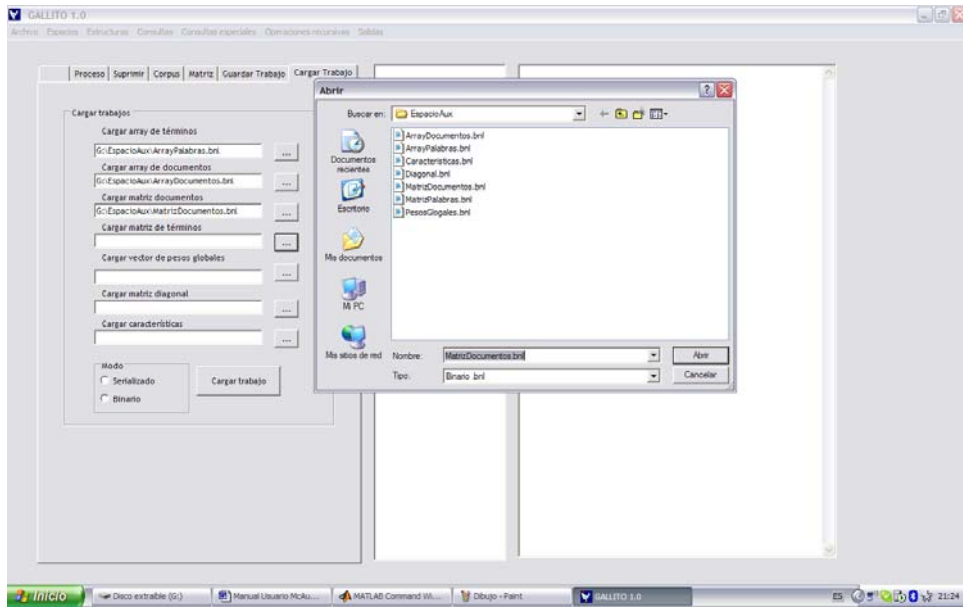 GALLITO 1.0
Archivo Espacios Estructuras Consultas Consultas especiales Operaciones recursivas Salidas
Proceso Suprimir Corpus Matriz Guardar Trabajo Cargar Trabajo
Cargar trabajos
Cargar array de términos
G:\EspacioAux\ArrayPalabras.bnl
...
Cargar array de documentos
G:\EspacioAux\ArrayDocumentos.bnl
...
Cargar matriz documentos
G:\EspacioAux\MatrizDocumentos.bnl
...
Cargar matriz de términos
...
Cargar vector de pesos globales
...
Cargar matriz diagonal
...
Cargar características
...
Modo
Serializado
Binario
Cargar trabajo
Abrir
Buscar en: EspacioAux
Documentos recientes
Escritorio
Mis documentos
Mi PC
Mis sitios de red
ArrayDocumentos.bnl
ArrayPalabras.bnl
Caracteristicas.bnl
Diagonal.bnl
MatrizDocumentos.bnl
MatrizPalabras.bnl
PesosGlogales.bnl
Nombre: MatrizDocumentos.bnl Abrir
Tipo: Binario .bnl Cancelar
Inicio Disco extraíble (G:) Manual Usuario McAu... MATLAB Command Wi... Dibujo - Paint GALLITO 1.0 ES 21:24